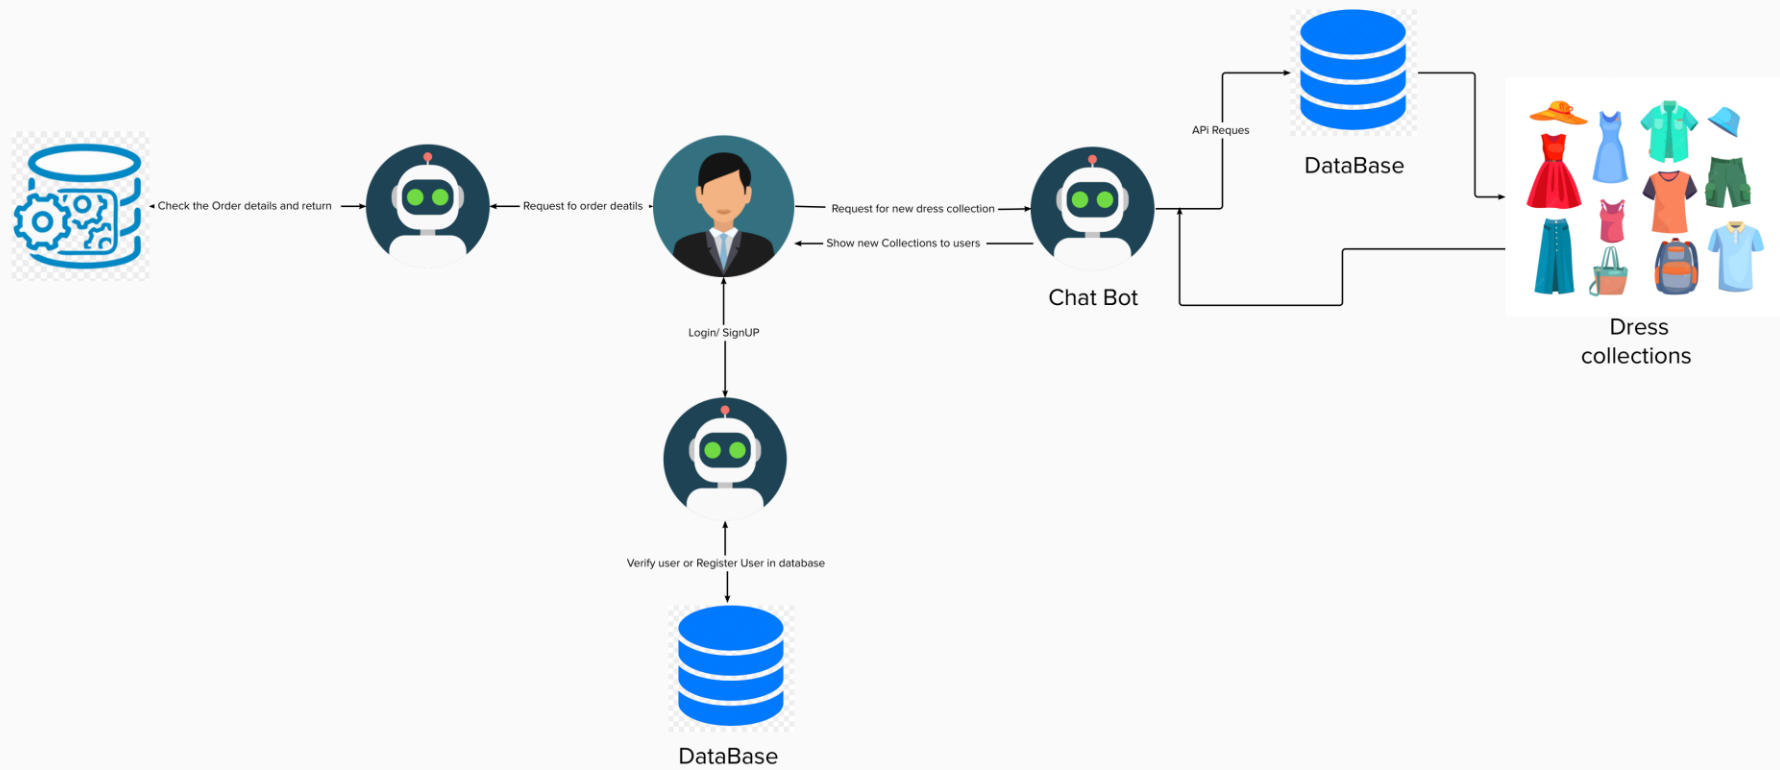 APi Reques
DataBase
Check the Order details and return
Request fo order deatils
Request for new dress collection
Show new Collections to users
Chat Bot
Dress
collections
Login/ SignUP
Verify user or Register User in database
DataBase